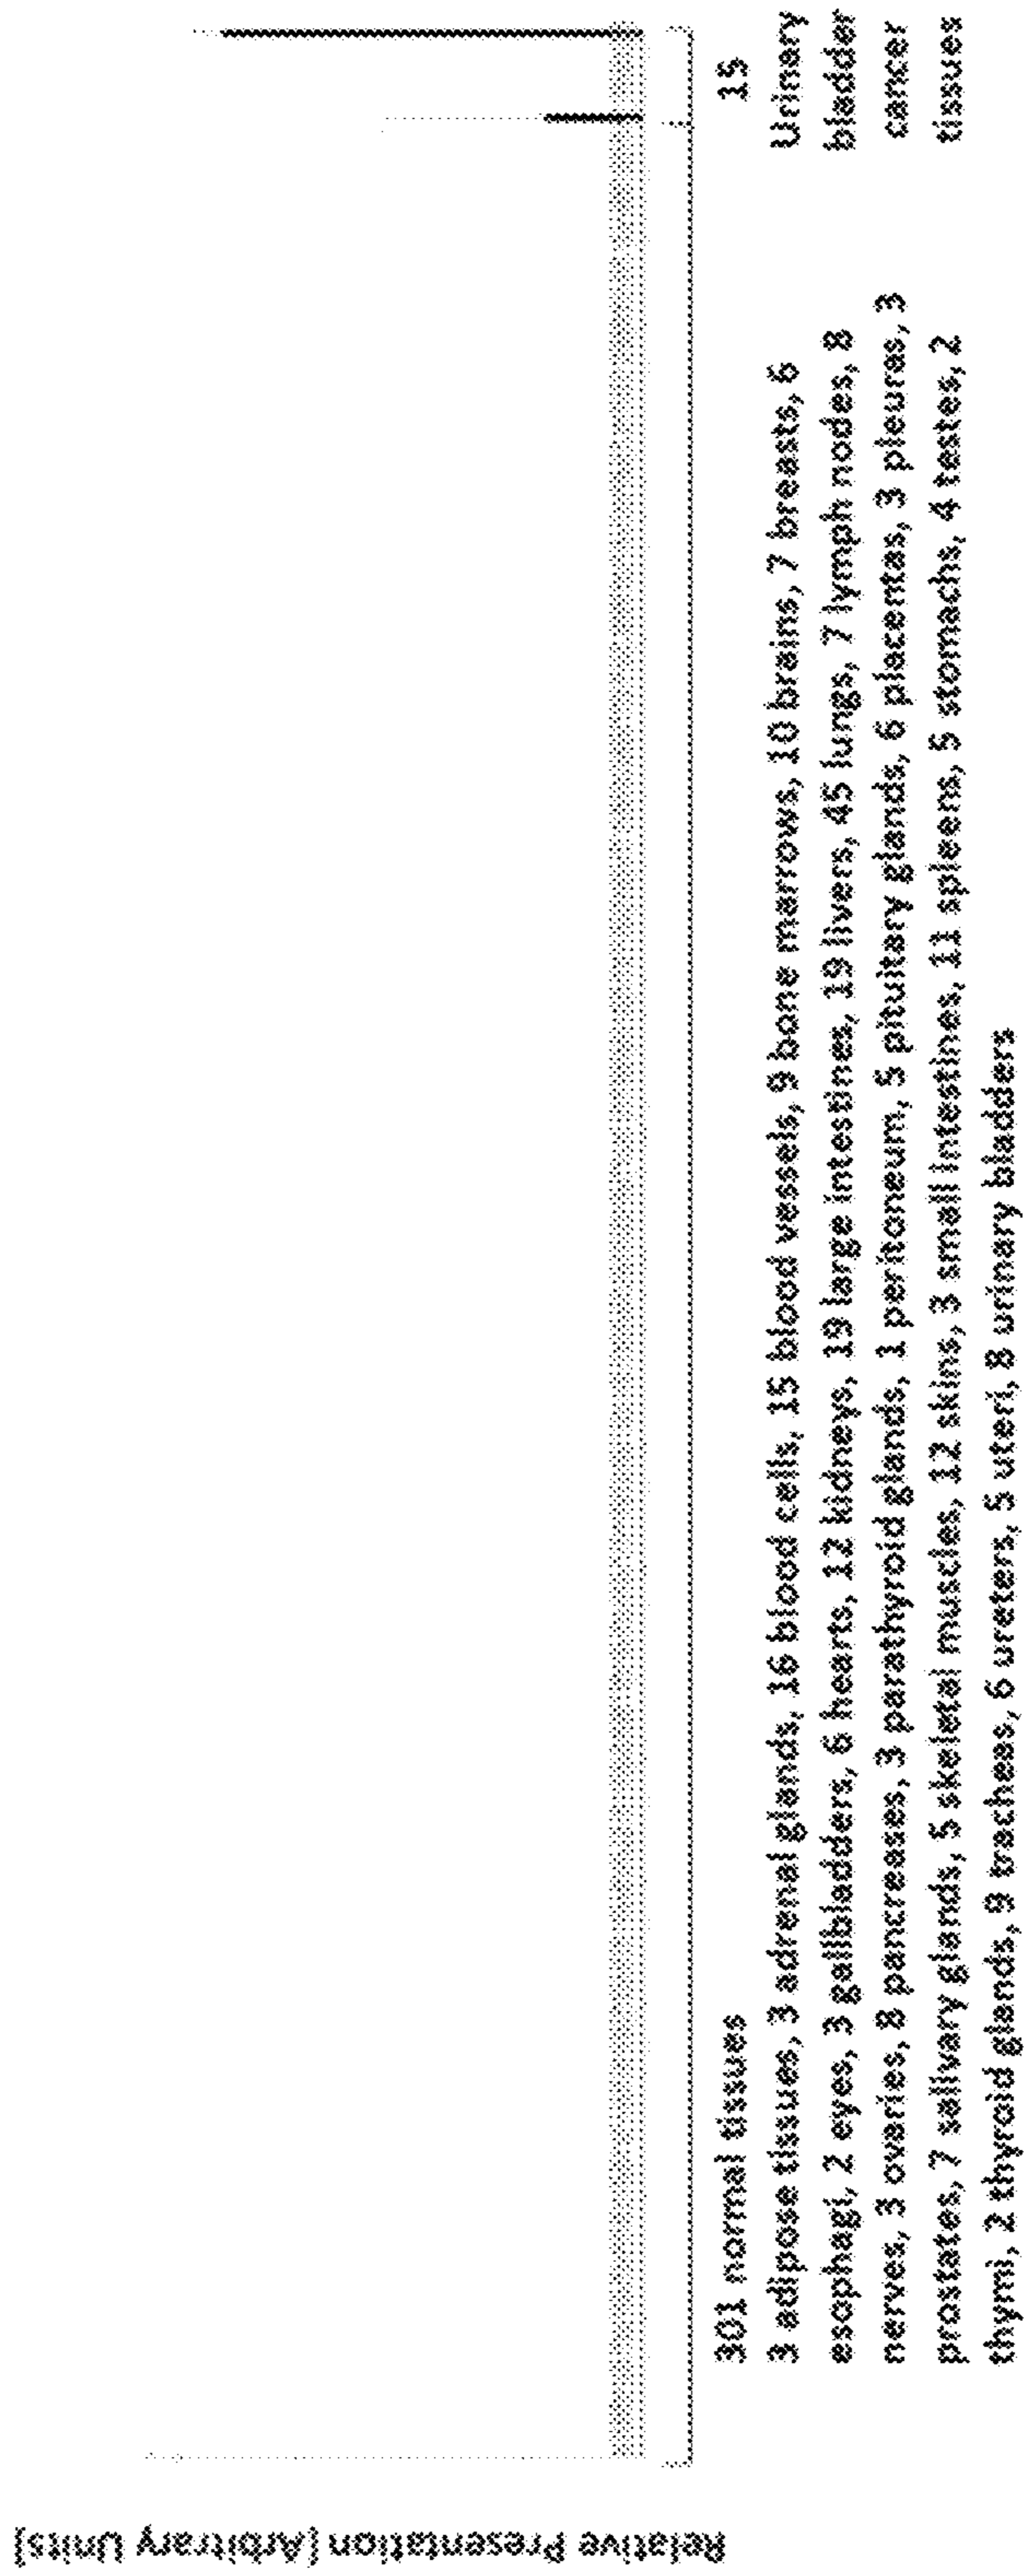 Relative Presentation [Arbitrary Units]
301 normal tissues
3 adipose tissues, 3 adrenal glands, 16 blood cells, 15 blood vessels, 9 bone marrows, 10 brains, 7 breasts, 6
esophagi, 2 eyes, 3 gallbladders, 6 hearts, 12 kidneys, 19 large intestines, 19 livers, 45 lungs, 7 lymph nodes, 8
nerves, 3 ovaries, 8 pancreases, 3 parathyroid glands, 1 peritoneum, 5 pituitary glands, 6 placentas, 3 pleuras, 3
prostates, 7 salivary glands, 5 skeletal muscles, 12 skins, 3 small intestines, 11 spleens, 5 stomachs, 4 testes, 2
thymi, 2 thyroid glands, 9 tracheas, 6 ureters, 5 uteri, 8 urinary bladders
15
Urinary
bladder
cancer
tissues